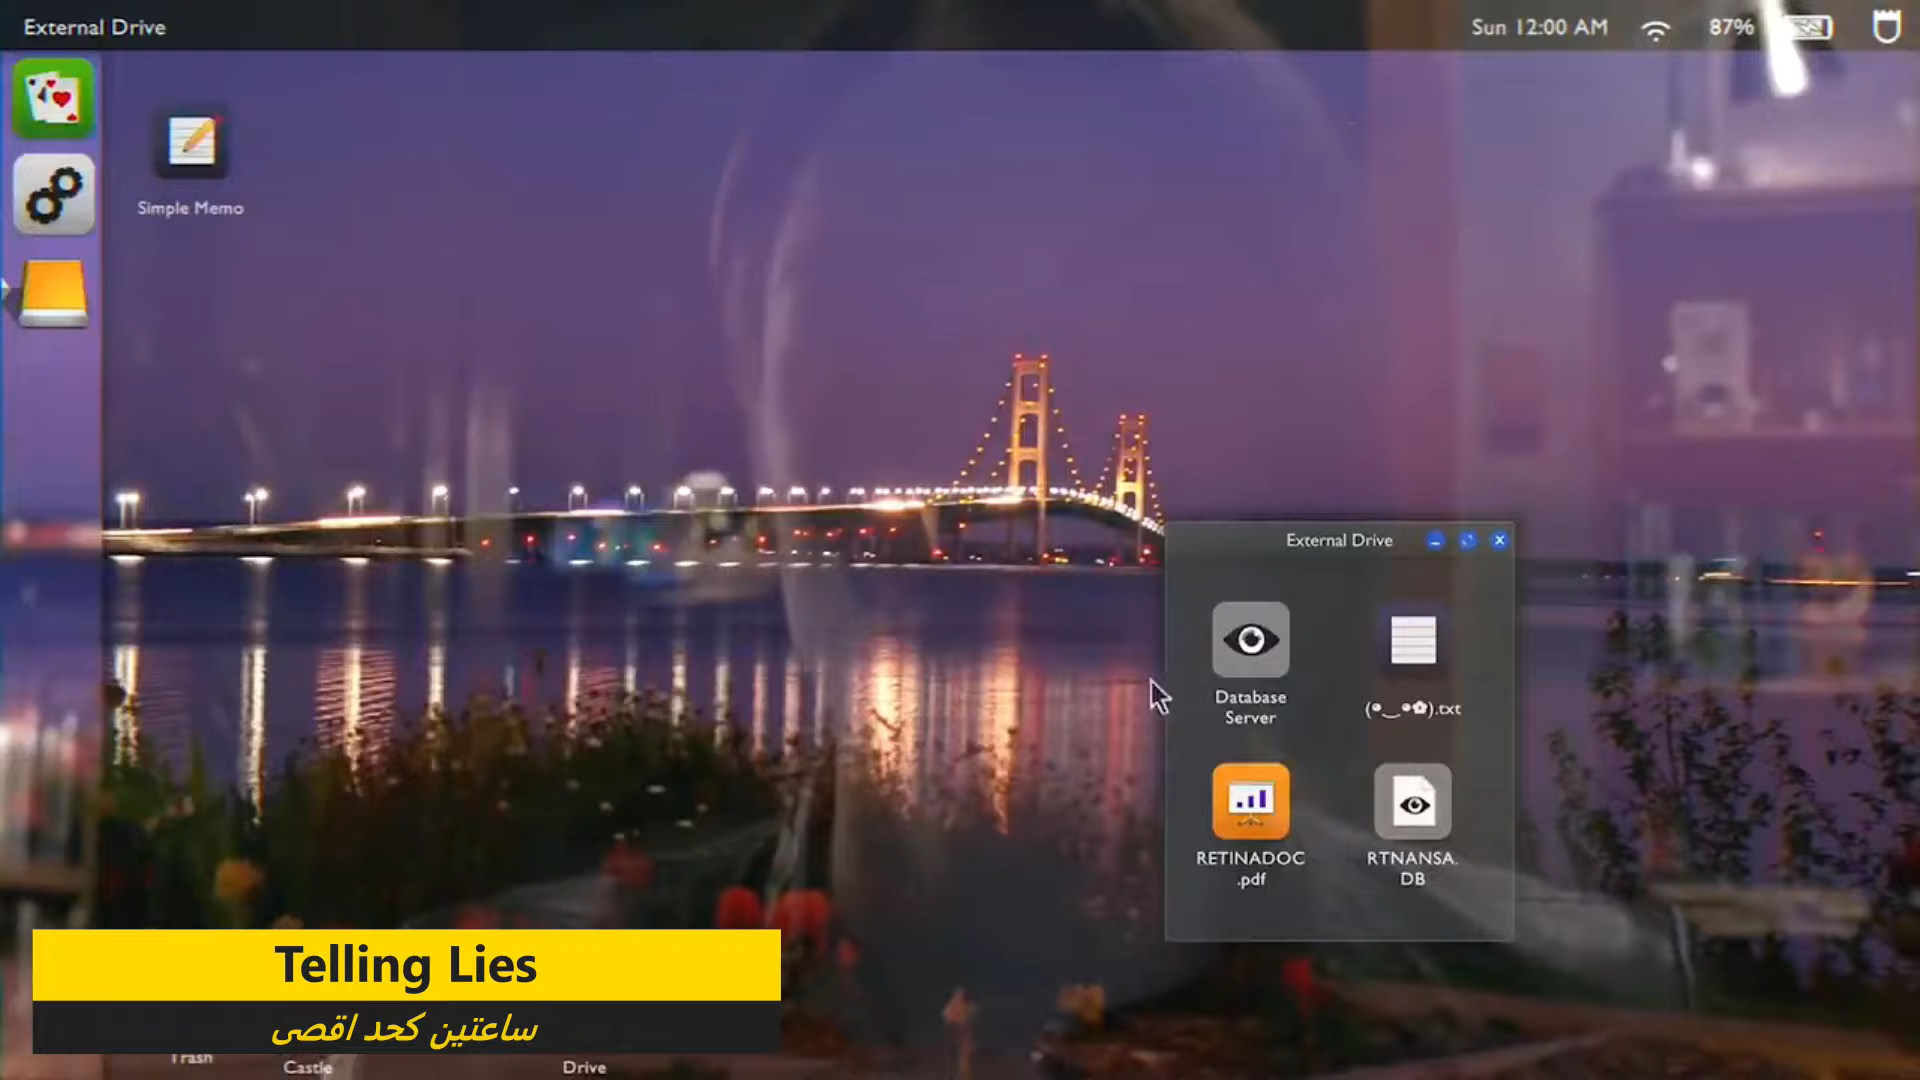 External Drive
Sun 12:00 AM
87%
Simple Memo
External Drive
Database
Server
(•‿•✿).txt
RETINADOC
.pdf
RTNANSA.
DB
Telling Lies
ساعتين كحد اقصى
Trash
Castle
Drive